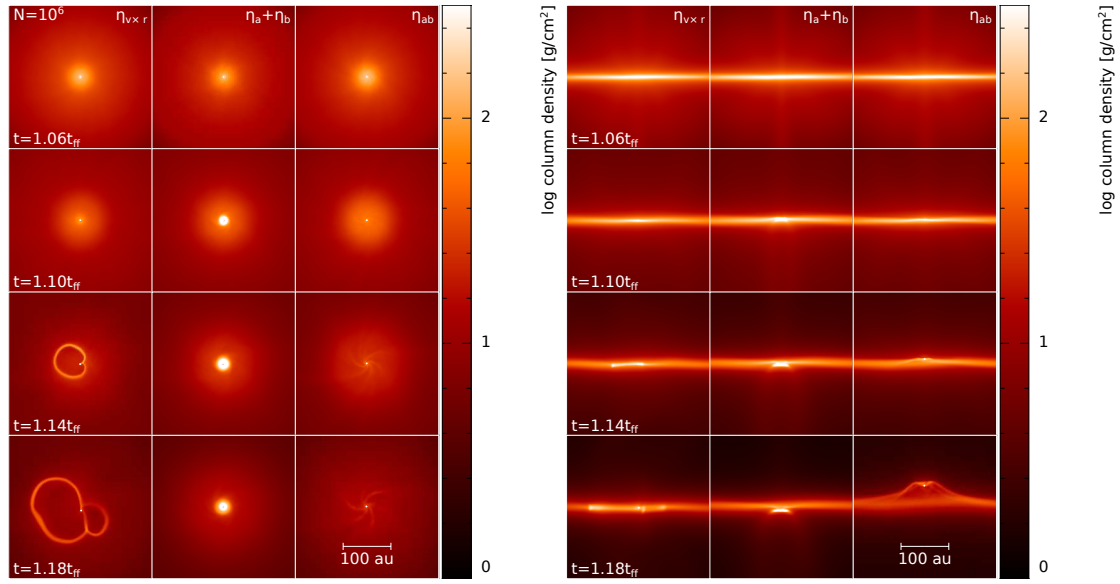 N=10⁶ η_{v×r} η_a+η_b η_{ab}
t=1.06t_{ff}
t=1.10t_{ff}
t=1.14t_{ff}
t=1.18t_{ff}
100 au
2
1
0
log column density [g/cm²]
η_{v×r} η_a+η_b η_{ab}
t=1.06t_{ff}
t=1.10t_{ff}
t=1.14t_{ff}
t=1.18t_{ff}
100 au
2
1
0
log column density [g/cm²]